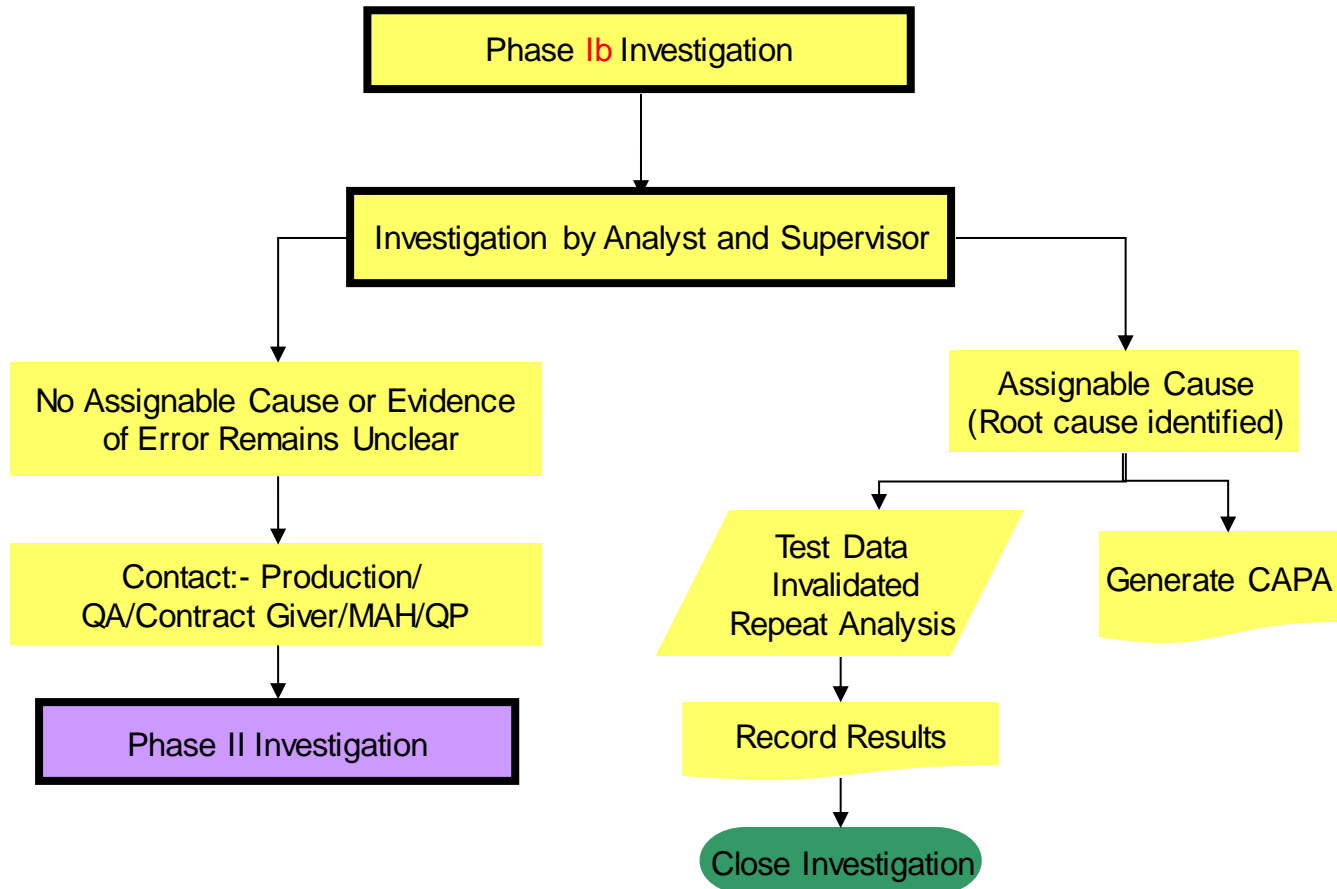 Phase Ib Investigation
Investigation by Analyst and Supervisor
No Assignable Cause or Evidence
of Error Remains Unclear
Assignable Cause
(Root cause identified)
Contact:- Production/
QA/Contract Giver/MAH/QP
Test Data
Invalidated
Repeat Analysis
Generate CAPA
Phase II Investigation
Record Results
Close Investigation